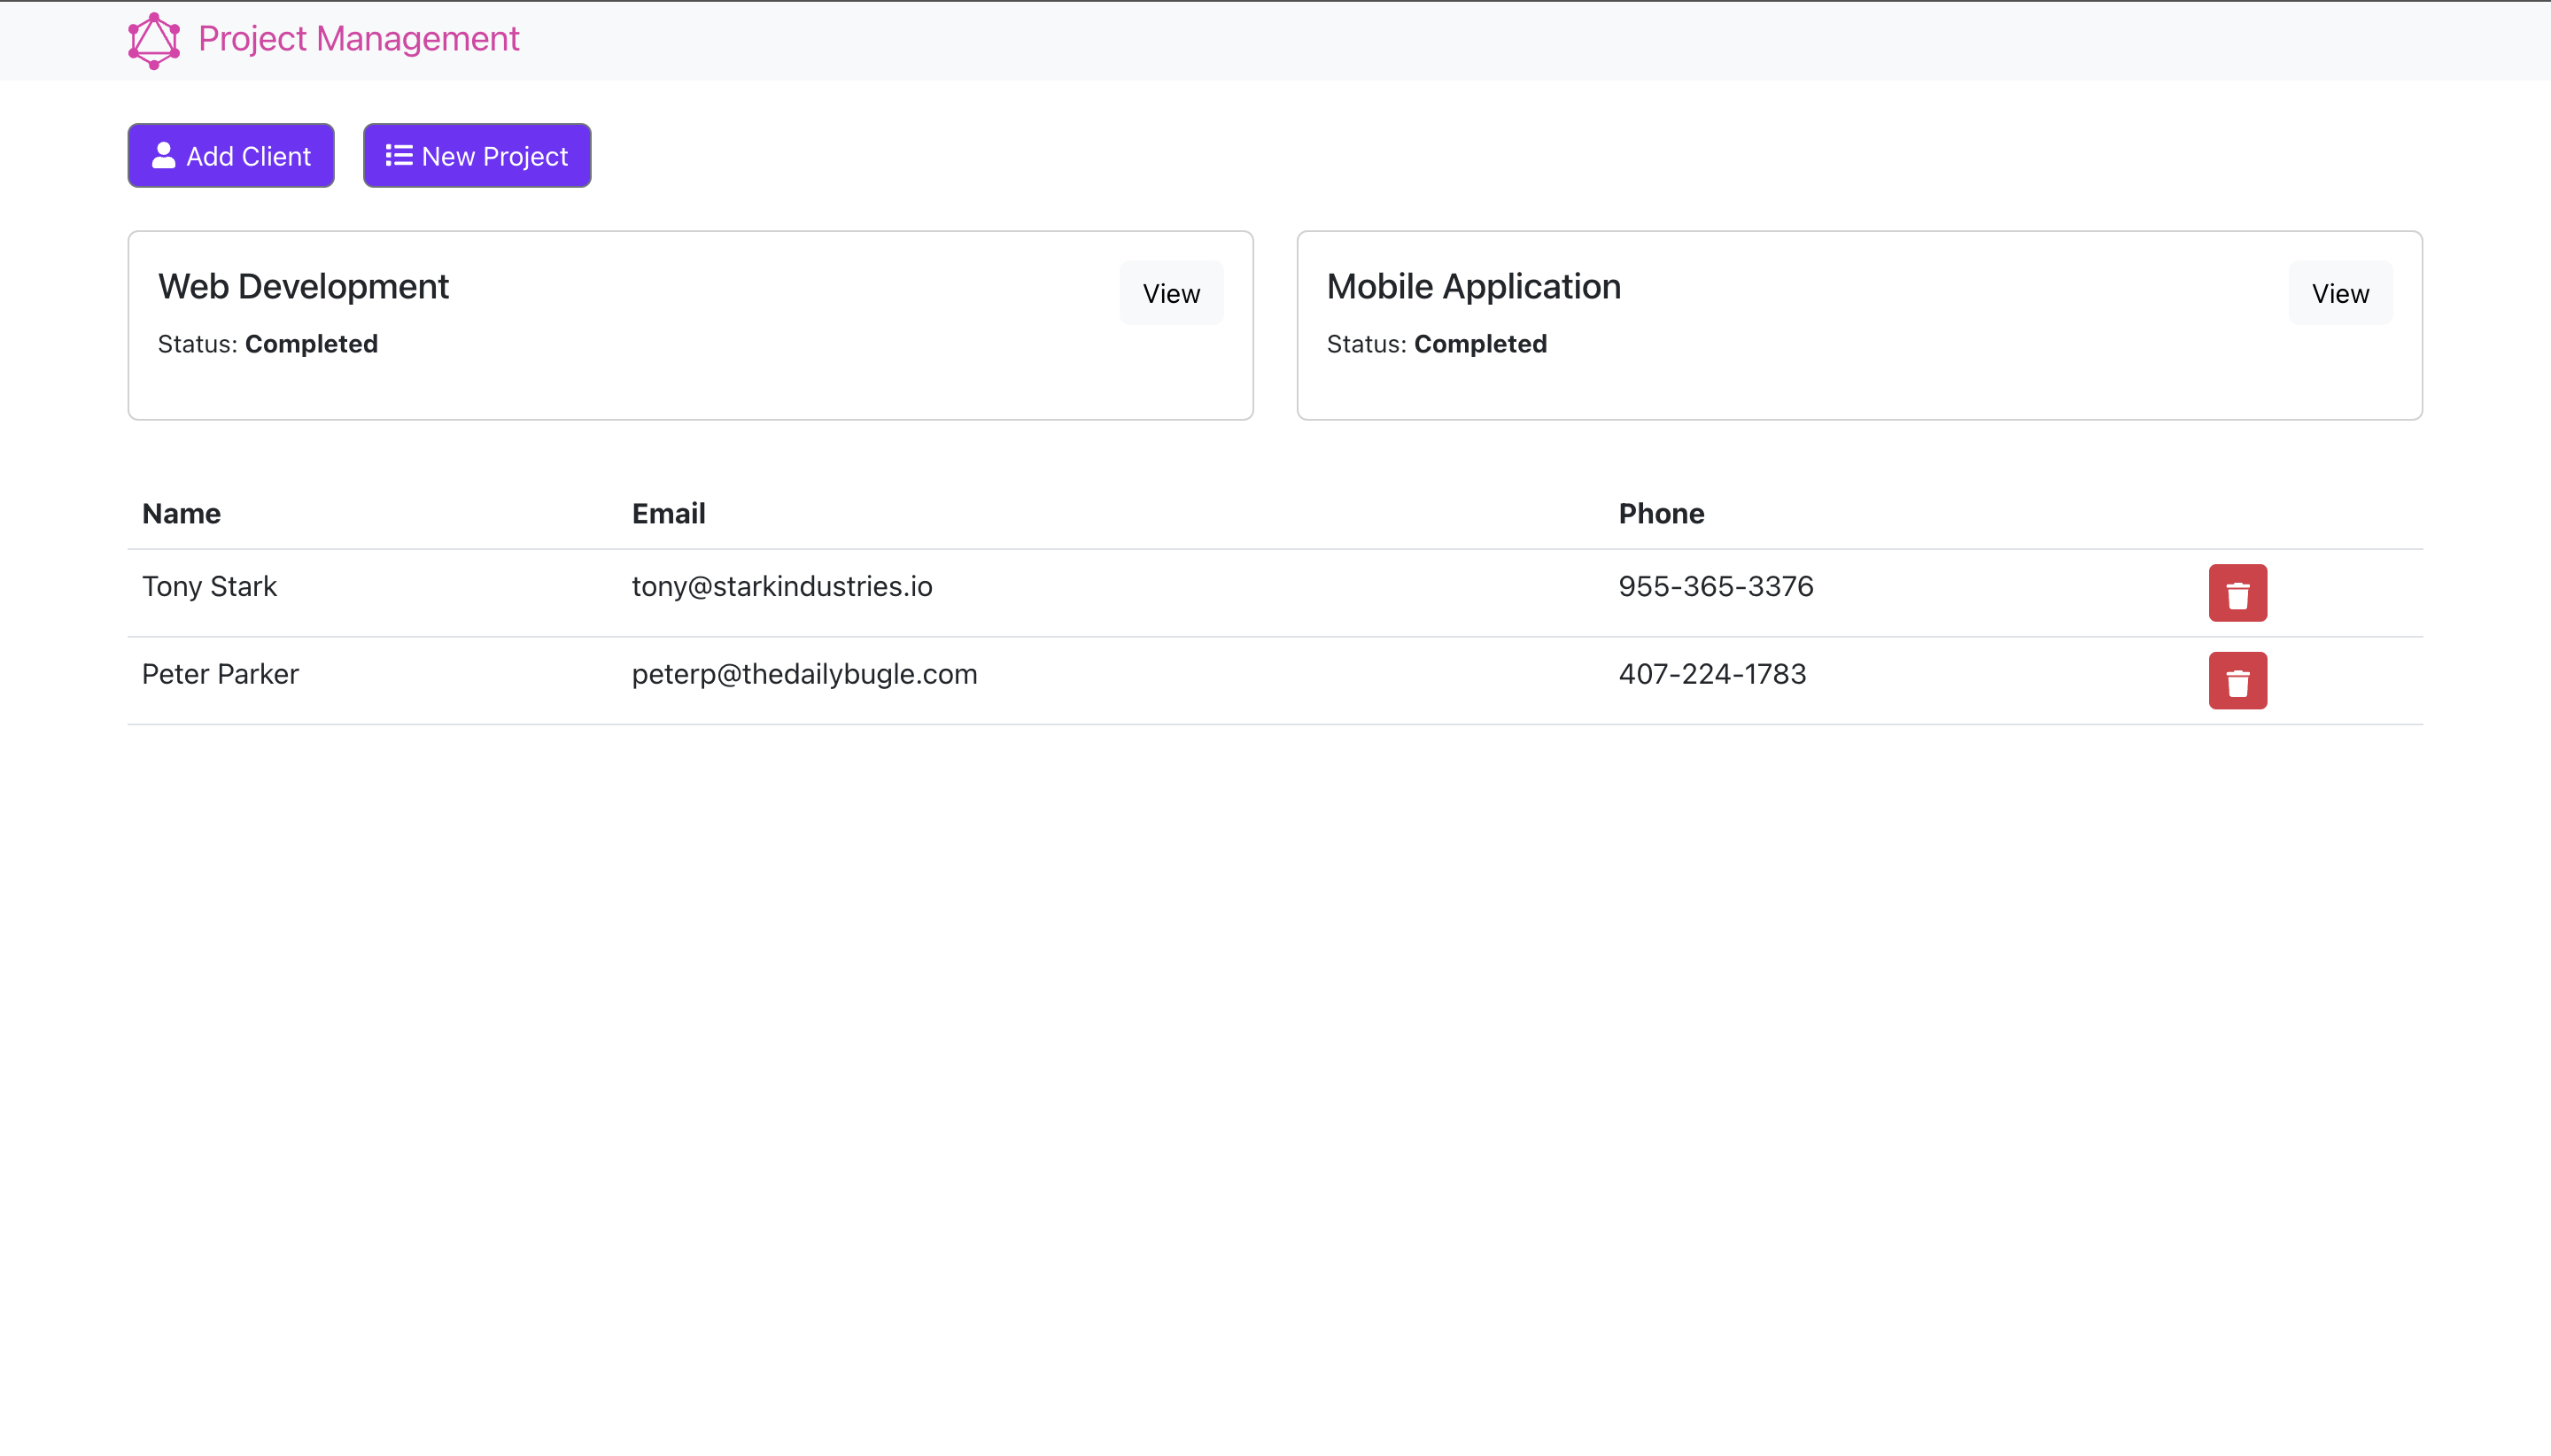 Project Management
Add Client New Project
Web Development View
Status: Completed
Mobile Application View
Status: Completed
Name Email Phone
Tony Stark tony@starkindustries.io 955-365-3376
Peter Parker peterp@thedailybugle.com 407-224-1783